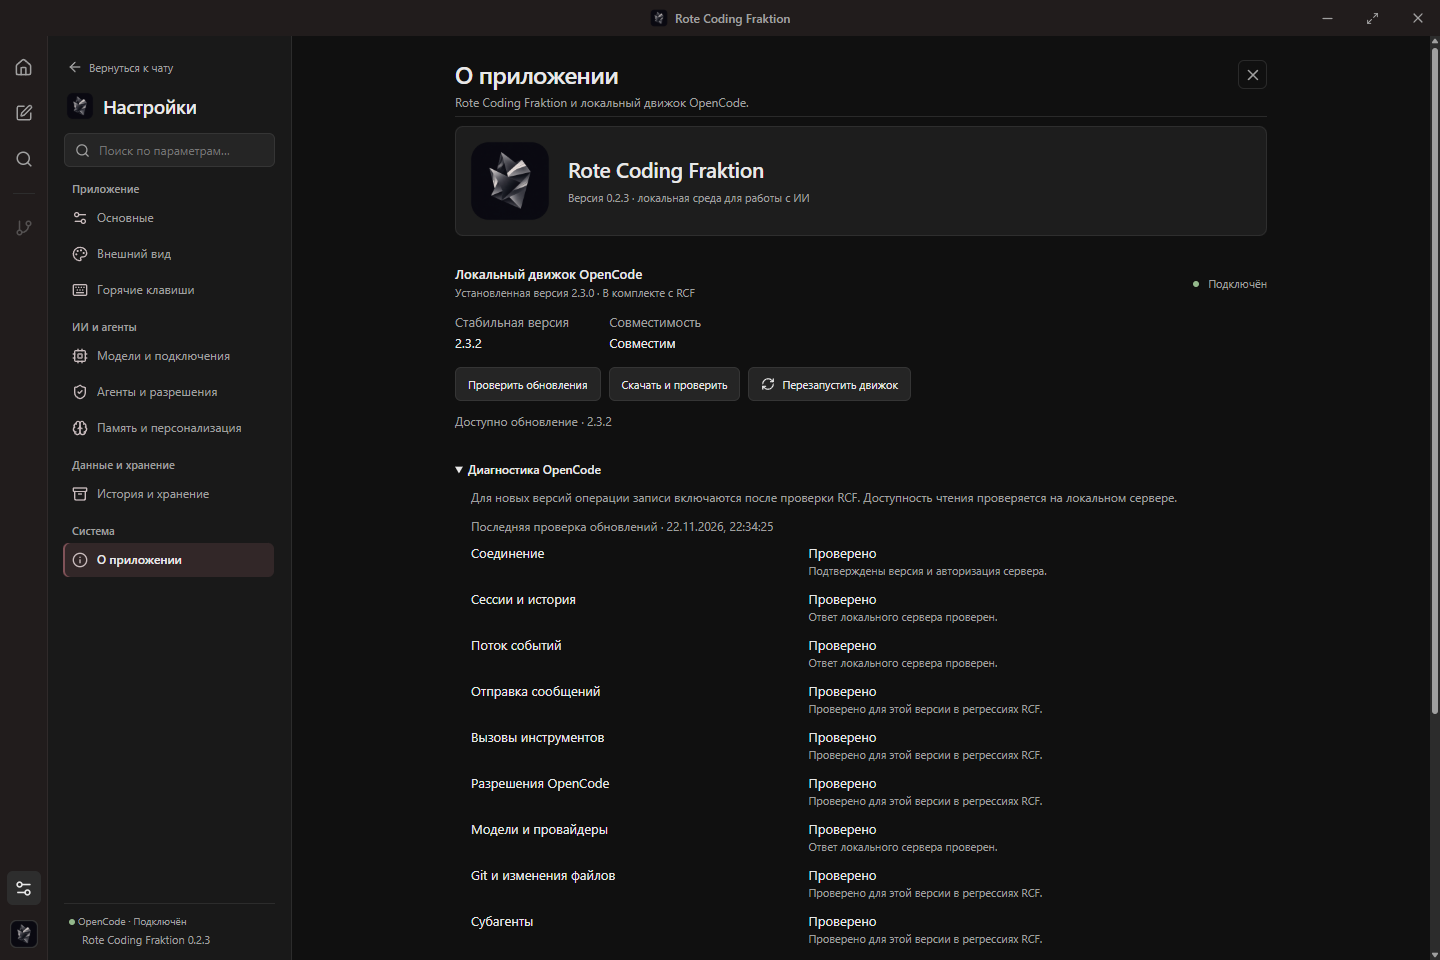 Rote Coding Fraktion
Вернуться к чату
Настройки
Поиск по параметрам...
Приложение
Основные
Внешний вид
Горячие клавиши
ИИ и агенты
Модели и подключения
Агенты и разрешения
Память и персонализация
Данные и хранение
История и хранение
Система
О приложении
OpenCode · Подключён
Rote Coding Fraktion 0.2.3
О приложении
Rote Coding Fraktion и локальный движок OpenCode.
Rote Coding Fraktion
Версия 0.2.3 · локальная среда для работы с ИИ
Локальный движок OpenCode
Установленная версия 2.3.0 · В комплекте с RCF
Подключён
Стабильная версия Совместимость
2.3.2 Совместим
Проверить обновления Скачать и проверить Перезапустить движок
Доступно обновление · 2.3.2
Диагностика OpenCode
Для новых версий операции записи включаются после проверки RCF. Доступность чтения проверяется на локальном сервере.
Последняя проверка обновлений · 22.11.2026, 22:34:25
Соединение Проверено
Подтверждены версия и авторизация сервера.
Сессии и история Проверено
Ответ локального сервера проверен.
Поток событий Проверено
Ответ локального сервера проверен.
Отправка сообщений Проверено
Проверено для этой версии в регрессиях RCF.
Вызовы инструментов Проверено
Проверено для этой версии в регрессиях RCF.
Разрешения OpenCode Проверено
Проверено для этой версии в регрессиях RCF.
Модели и провайдеры Проверено
Ответ локального сервера проверен.
Git и изменения файлов Проверено
Проверено для этой версии в регрессиях RCF.
Субагенты Проверено
Проверено для этой версии в регрессиях RCF.